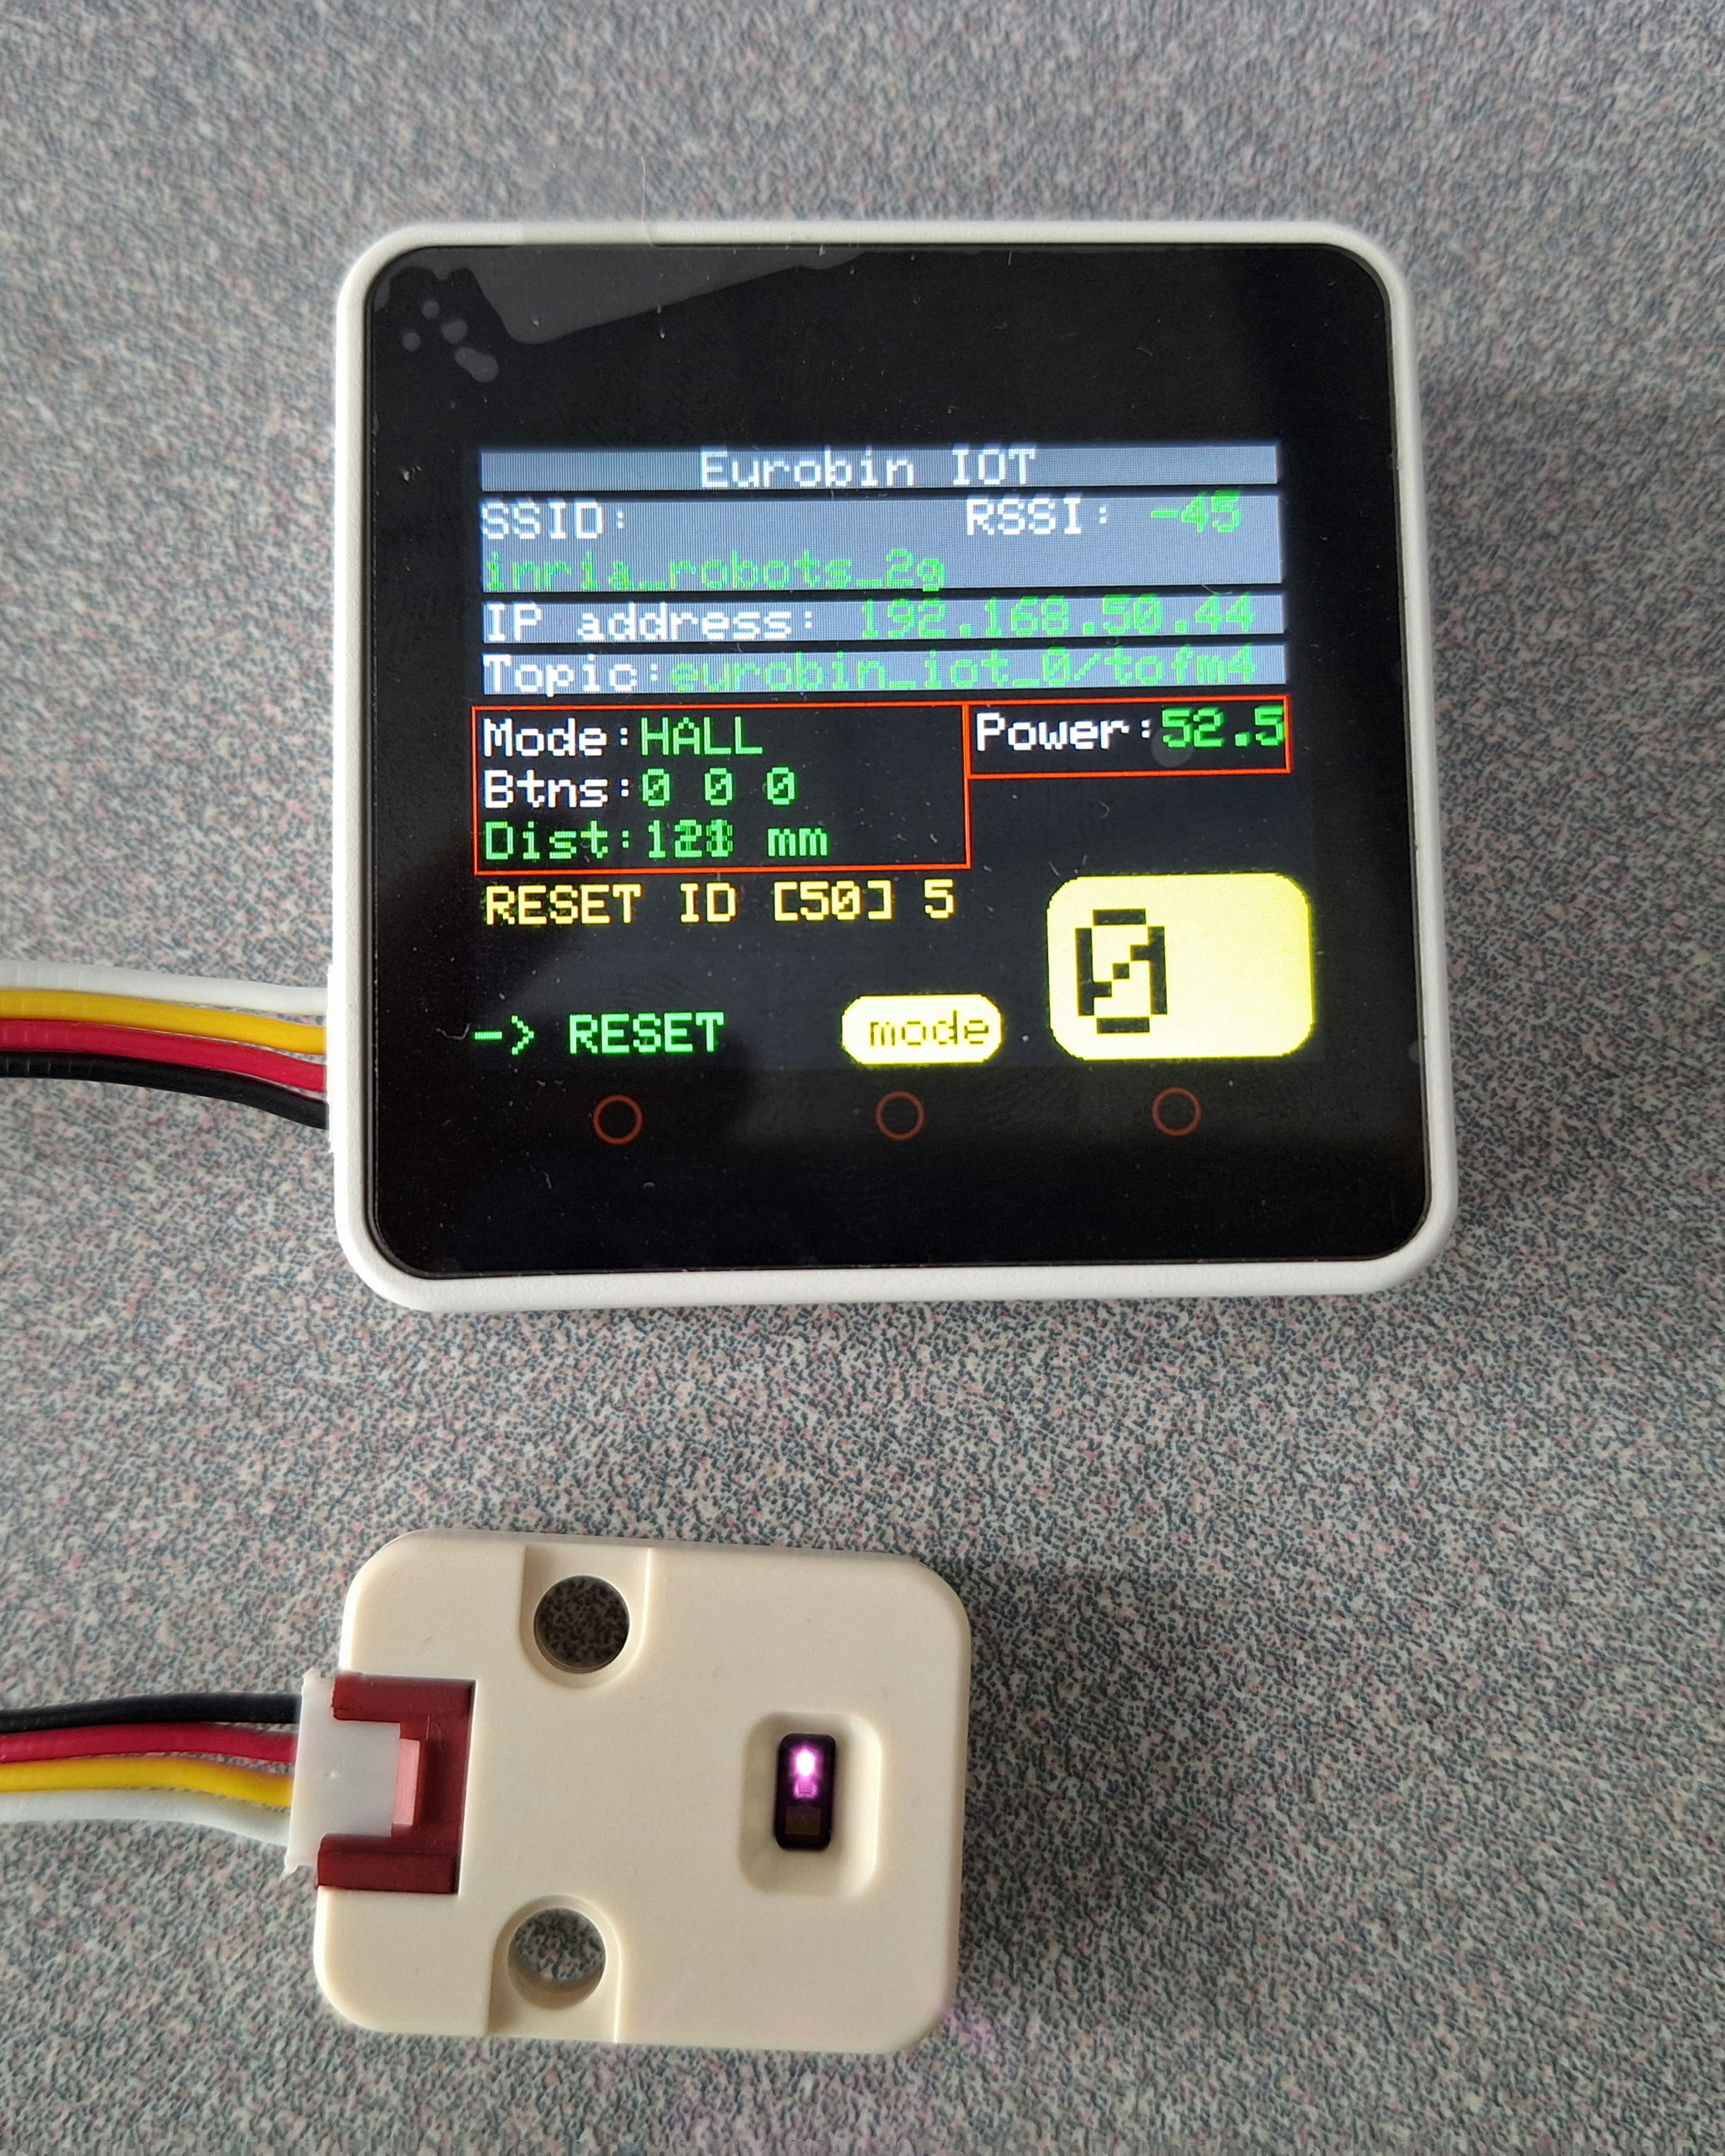 Eurobin IOT
SSID: RSSI: -45
inria_robots_2g
IP address: 192.168.50.44
Topic:eurobin_iot_0/tofm4
Mode:HALL Power:52.5
Btns:0 0 0
Dist: mm
RESET ID [50] 5
0
-> RESET mode